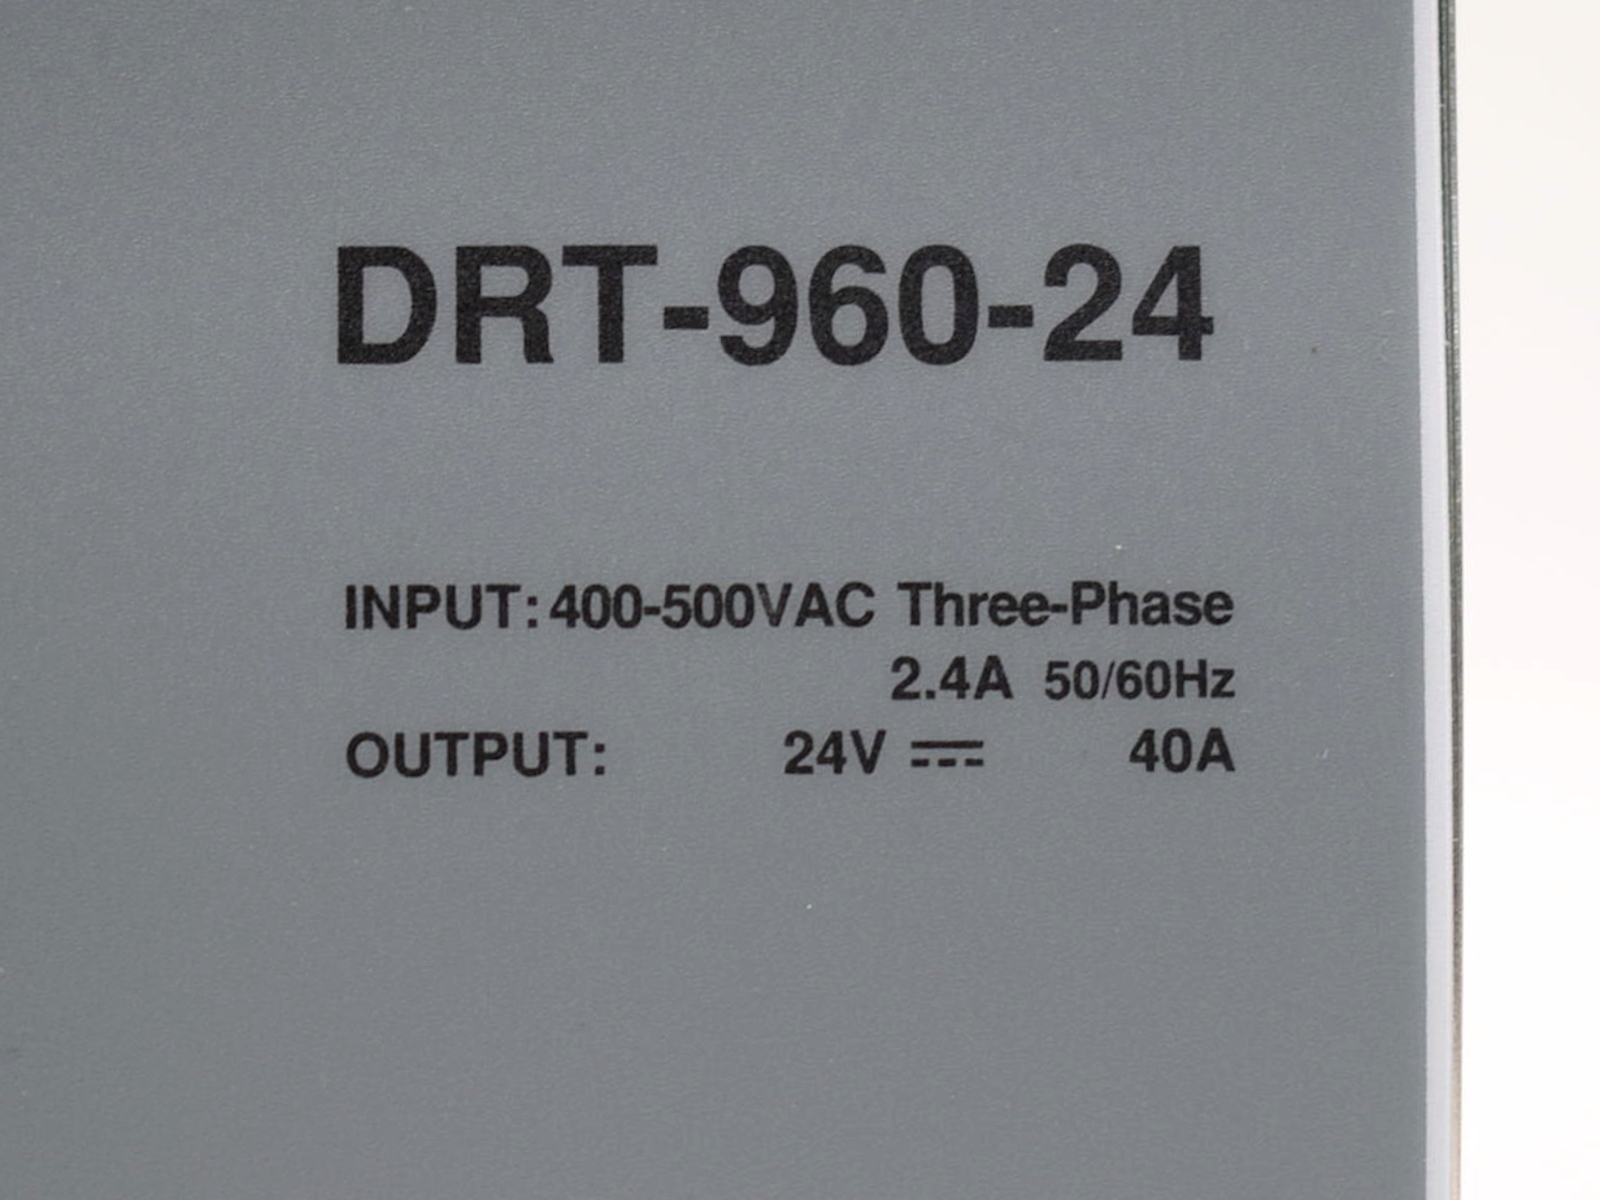 DRT-960-24
INPUT: 400-500VAC Three-Phase
2.4A 50/60Hz
OUTPUT: 24V ⎓ 40A